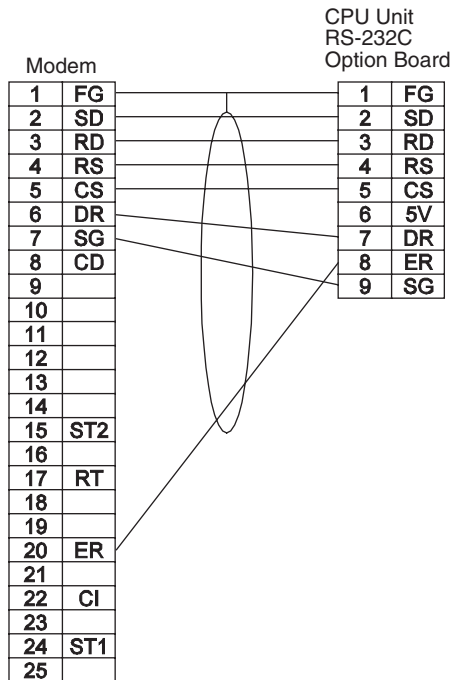 CPU Unit
RS-232C
Option Board
Modem
1 FG 1 FG
2 SD 2 SD
3 RD 3 RD
4 RS 4 RS
5 CS 5 CS
6 DR 6 5V
7 SG 7 DR
8 CD 8 ER
9 9 SG
10
11
12
13
14
15 ST2
16
17 RT
18
19
20 ER
21
22 CI
23
24 ST1
25